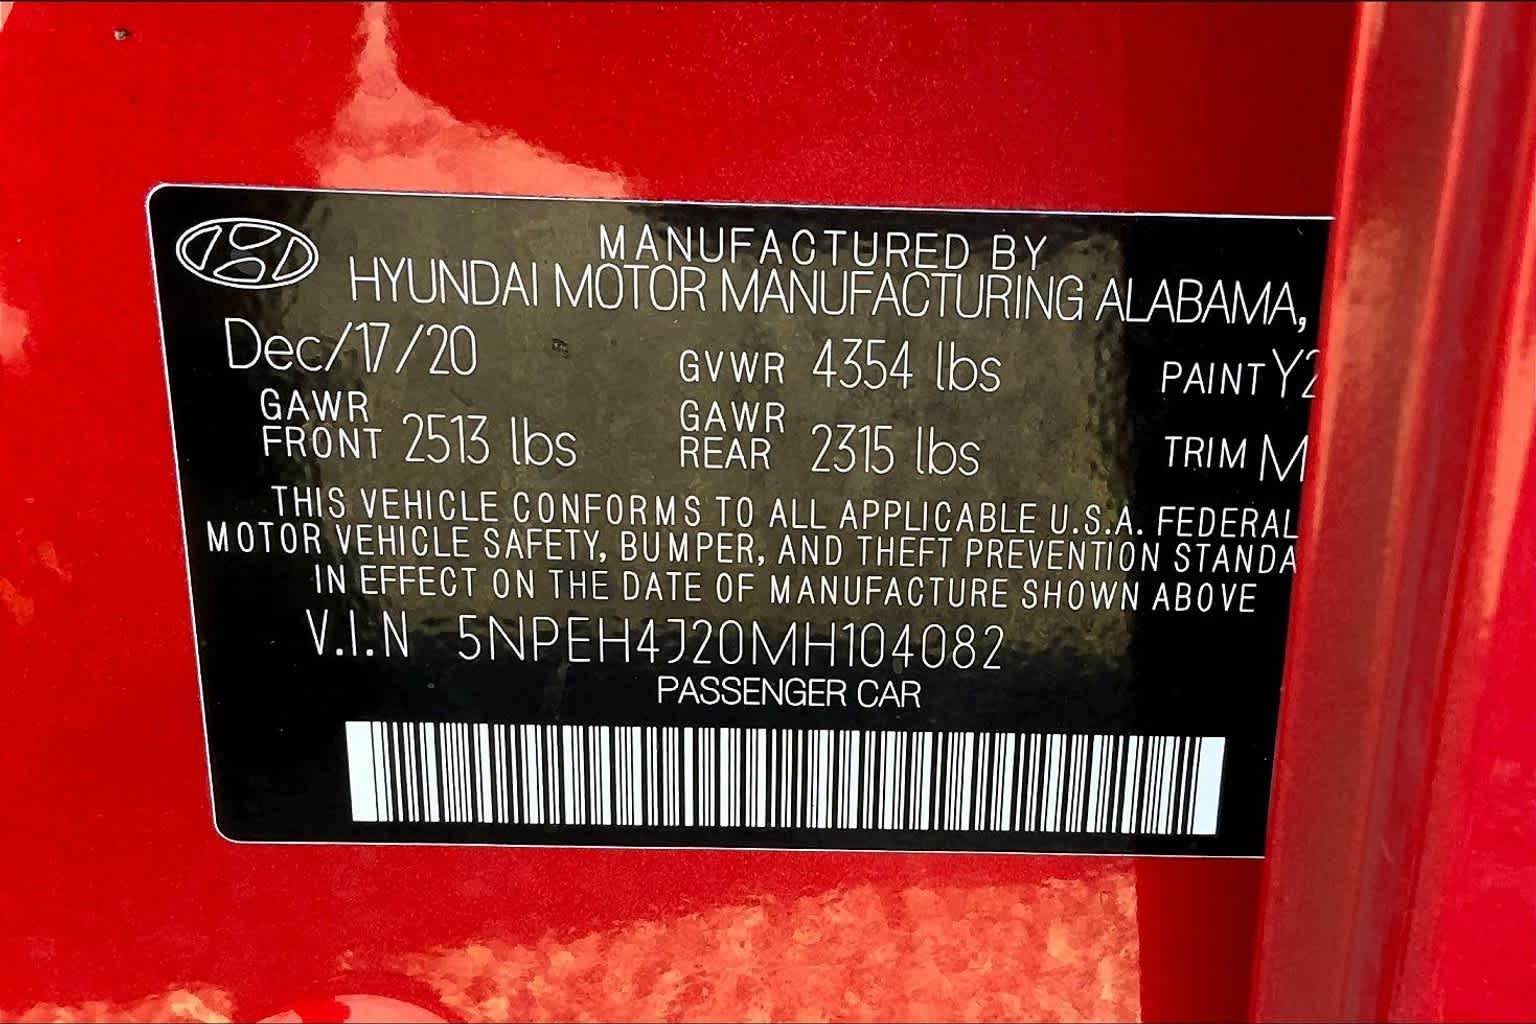 MANUFACTURED BY
HYUNDAI MOTOR MANUFACTURING ALABAMA,
Dec/17/20 GVWR 4354 lbs PAINT Y2
GAWR FRONT 2513 lbs GAWR REAR 2315 lbs TRIM M
THIS VEHICLE CONFORMS TO ALL APPLICABLE U.S.A. FEDERAL
MOTOR VEHICLE SAFETY, BUMPER, AND THEFT PREVENTION STANDA
IN EFFECT ON THE DATE OF MANUFACTURE SHOWN ABOVE
V.I.N 5NPEH4J20MH104082
PASSENGER CAR